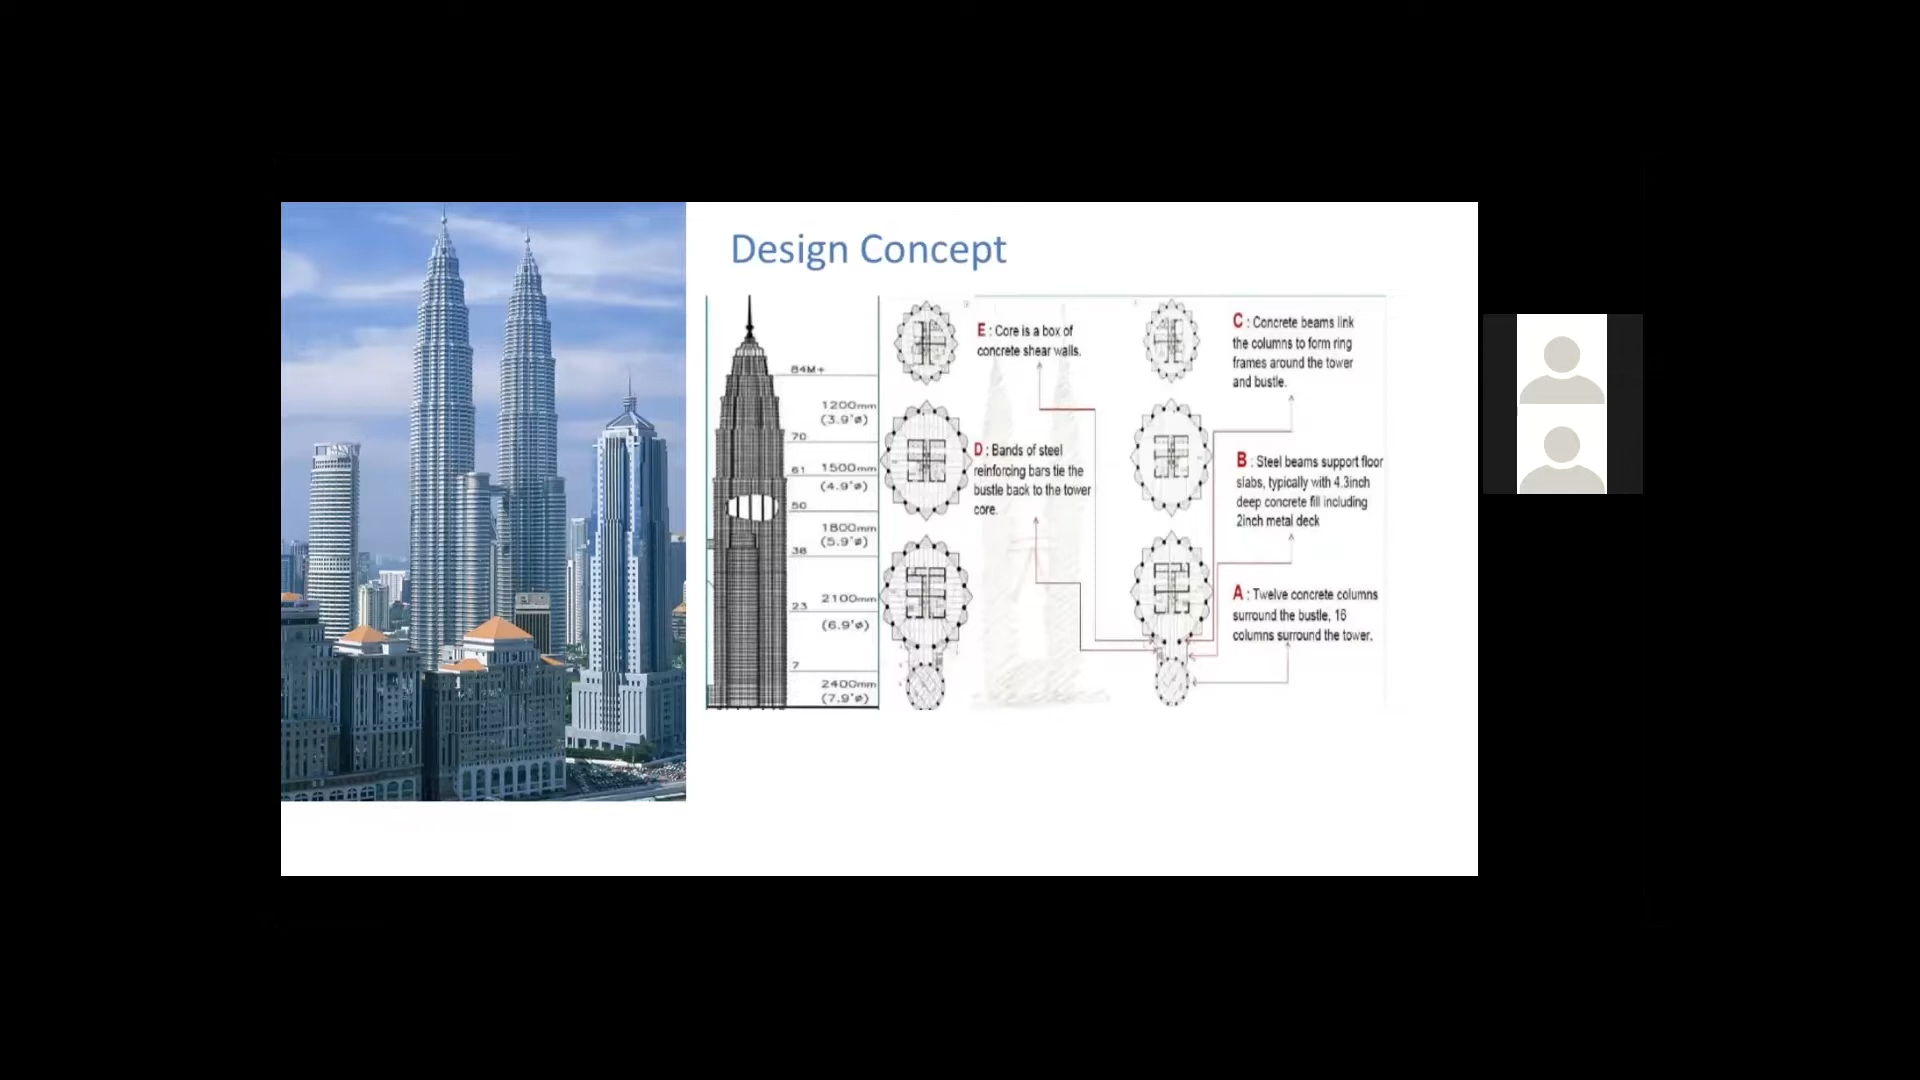 Design Concept
84M+
1200mm
(3.9'ø)
70
61 1500mm
(4.9'ø)
50
1800mm
(5.9'ø)
38
2100mm
23
(6.9'ø)
7
2400mm
(7.9'ø)
E : Core is a box of
concrete shear walls.
D : Bands of steel
reinforcing bars tie the
bustle back to the tower
core.
C : Concrete beams link
the columns to form ring
frames around the tower
and bustle.
B : Steel beams support floor
slabs, typically with 4.3inch
deep concrete fill including
2inch metal deck
A : Twelve concrete columns
surround the bustle, 16
columns surround the tower.